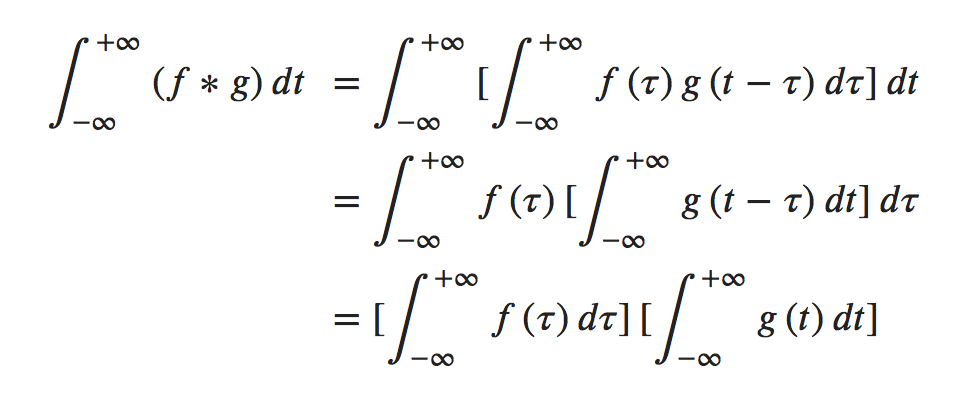 ∫_{-∞}^{+∞} (f * g) dt = ∫_{-∞}^{+∞} [∫_{-∞}^{+∞} f (τ) g (t − τ) dτ] dt
= ∫_{-∞}^{+∞} f (τ) [∫_{-∞}^{+∞} g (t − τ) dt] dτ
= [∫_{-∞}^{+∞} f (τ) dτ] [∫_{-∞}^{+∞} g (t) dt]